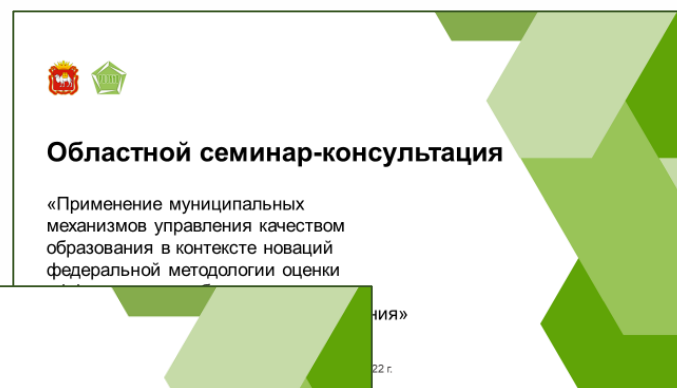 Областной семинар-консультация
«Применение муниципальных
механизмов управления качеством
образования в контексте новаций
федеральной методологии оценки
ния»
22 г.